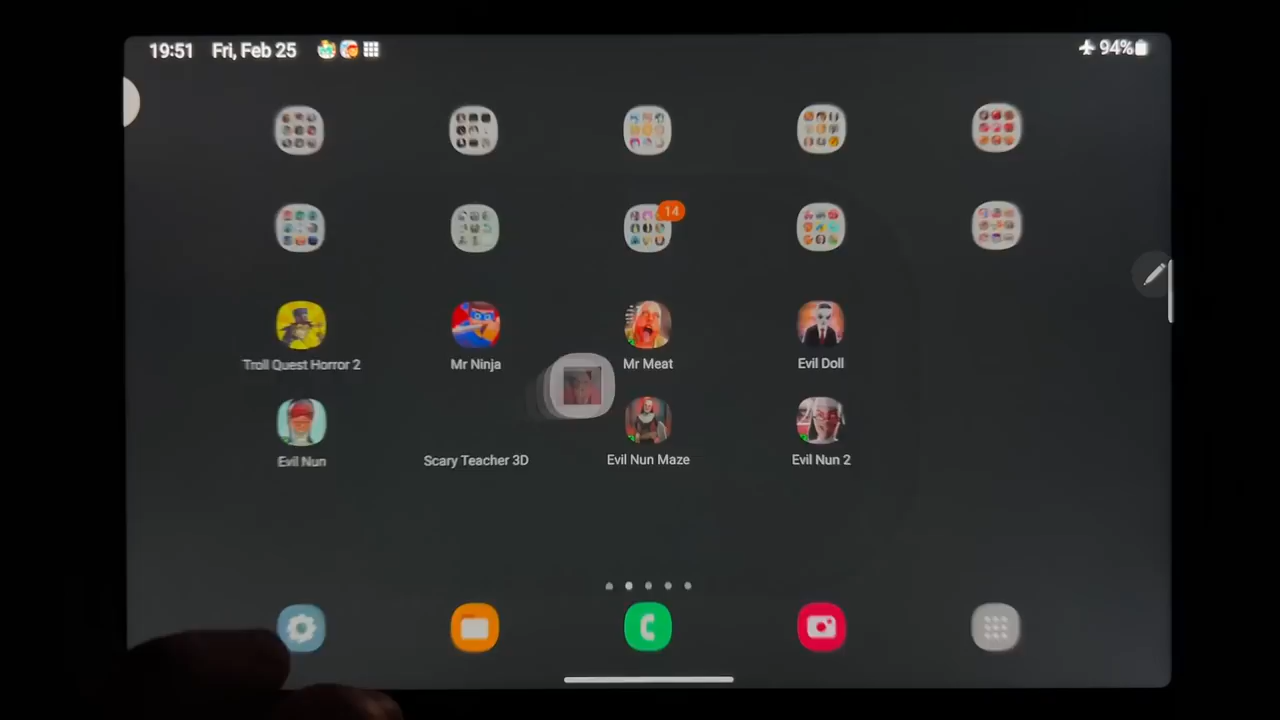 19:51 Fri, Feb 25 94%
14
Troll Quest Horror 2 Mr Ninja Mr Meat Evil Doll
Evil Nun Scary Teacher 3D Evil Nun Maze Evil Nun 2